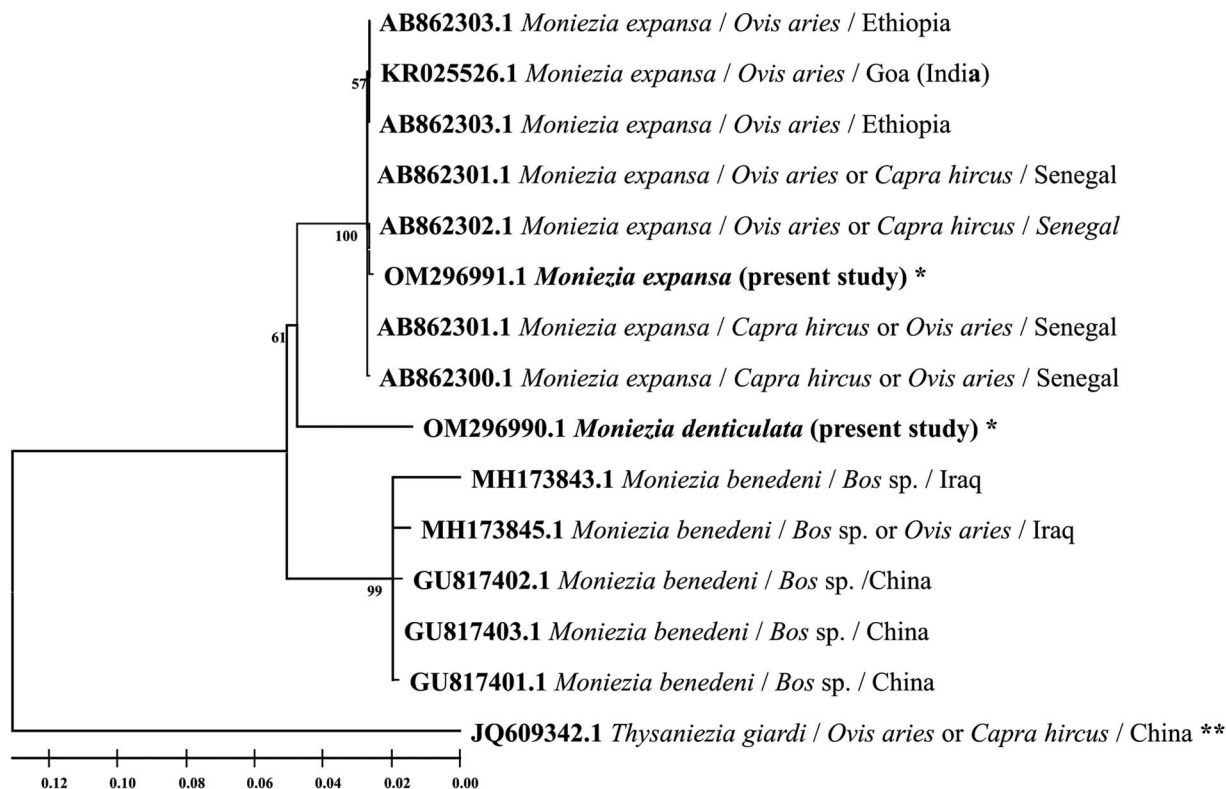 AB862303.1 Moniezia expansa / Ovis aries / Ethiopia
57
KR025526.1 Moniezia expansa / Ovis aries / Goa (India)
AB862303.1 Moniezia expansa / Ovis aries / Ethiopia
AB862301.1 Moniezia expansa / Ovis aries or Capra hircus / Senegal
100
AB862302.1 Moniezia expansa / Ovis aries or Capra hircus / Senegal
OM296991.1 Moniezia expansa (present study) *
61
AB862301.1 Moniezia expansa / Capra hircus or Ovis aries / Senegal
AB862300.1 Moniezia expansa / Capra hircus or Ovis aries / Senegal
OM296990.1 Moniezia denticulata (present study) *
MH173843.1 Moniezia benedeni / Bos sp. / Iraq
MH173845.1 Moniezia benedeni / Bos sp. or Ovis aries / Iraq
99
GU817402.1 Moniezia benedeni / Bos sp. /China
GU817403.1 Moniezia benedeni / Bos sp. / China
GU817401.1 Moniezia benedeni / Bos sp. / China
JQ609342.1 Thysaniezia giardi / Ovis aries or Capra hircus / China **
0.12 0.10 0.08 0.06 0.04 0.02 0.00